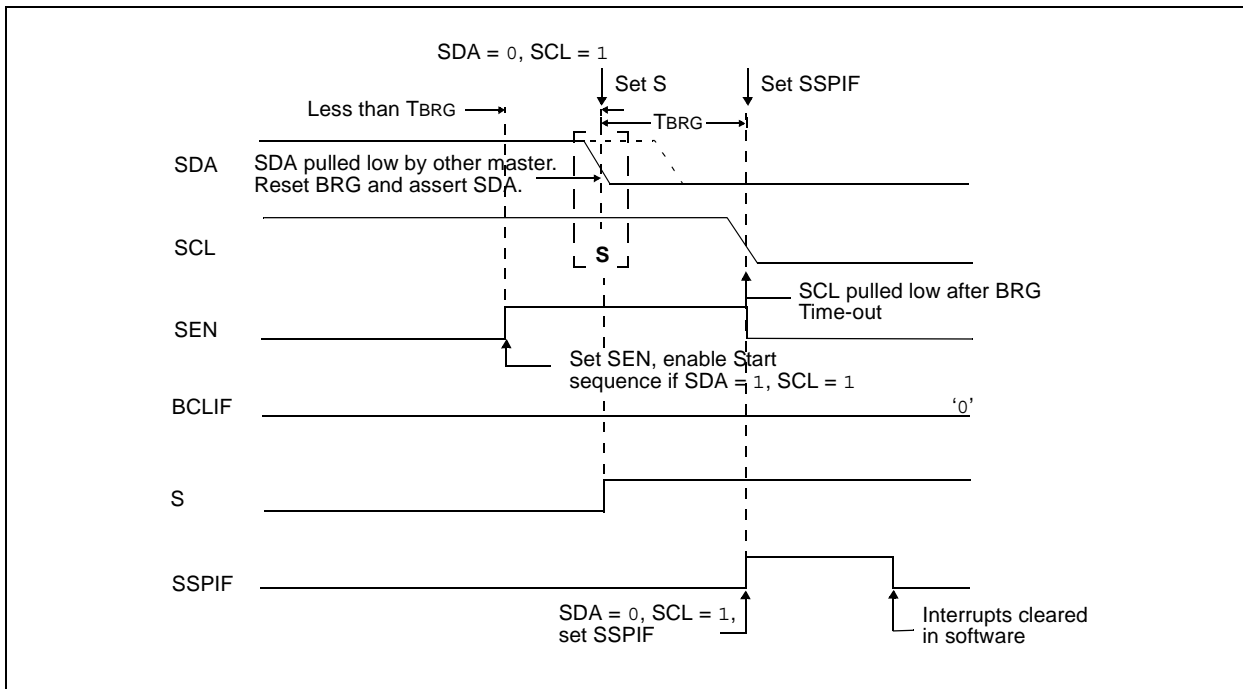 SDA = 0, SCL = 1
Set S
Set SSPIF
Less than TBRG
TBRG
SDA
SDA pulled low by other master.
Reset BRG and assert SDA.
SCL
S
SCL pulled low after BRG
Time-out
SEN
Set SEN, enable Start
sequence if SDA = 1, SCL = 1
BCLIF
‘0’
S
SSPIF
SDA = 0, SCL = 1,
set SSPIF
Interrupts cleared
in software